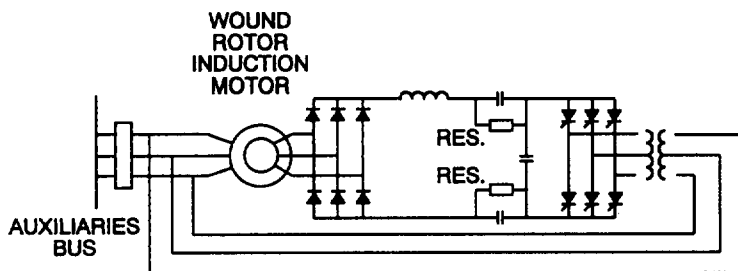 WOUND
ROTOR
INDUCTION
MOTOR
RES.
RES.
AUXILIARIES
BUS